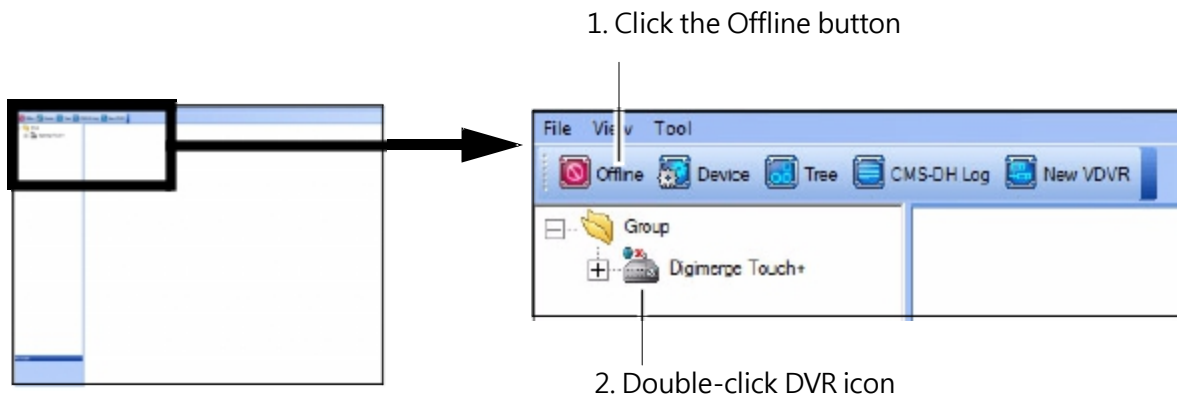 1. Click the Offline button
File View Tool
Offline Device Tree CMS-DH Log New VDVR
Group
Digimerge Touch+
2. Double-click DVR icon